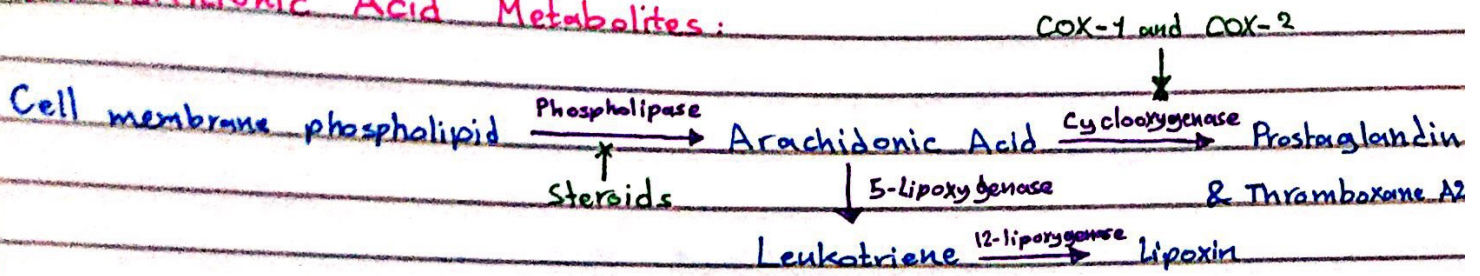 Acid Metabolites:
COX-1 and COX-2
Phospholipase
Cyclooxygenase
Cell membrane phospholipid Arachidonic Acid Prostaglandin
Steroids 5-Lipoxygenase & Thromboxane A2
12-lipoxygenase
Leukotriene Lipoxin